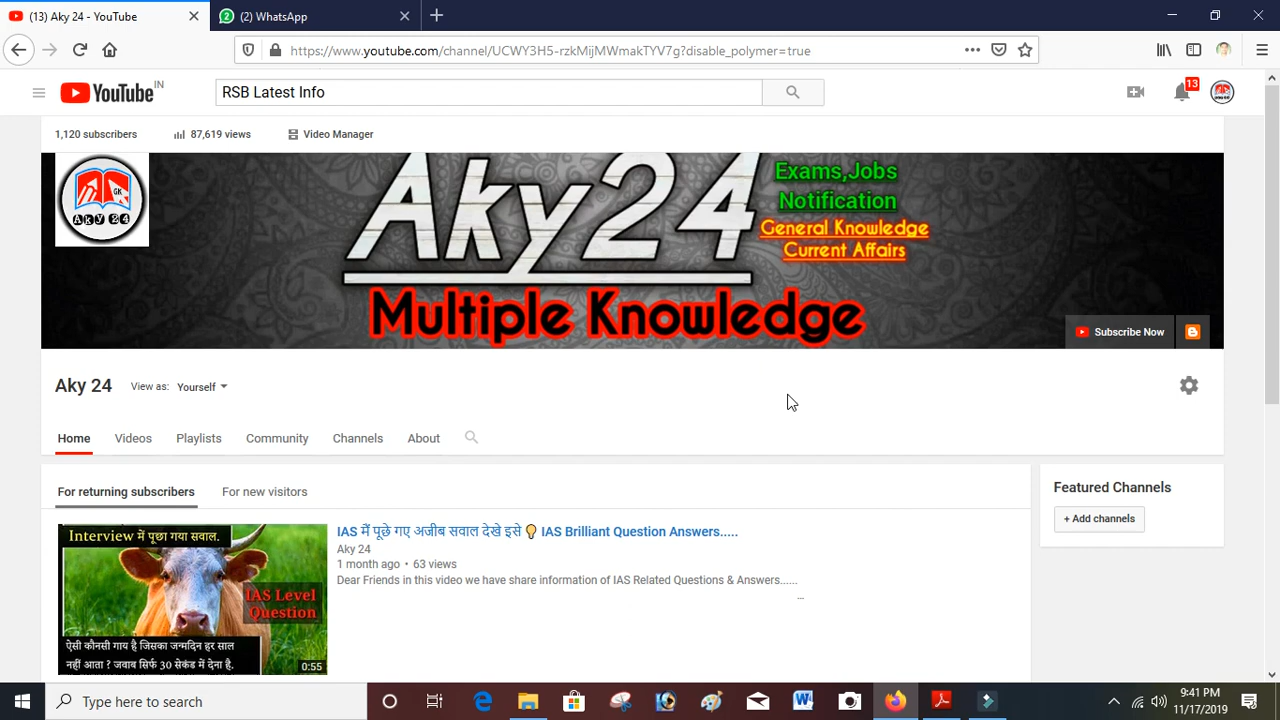 (13) Aky 24 - YouTube
(2) WhatsApp
https://www.youtube.com/channel/UCWY3H5-rzkMijMWmakTYV7g?disable_polymer=true
YouTube IN
RSB Latest Info
13
1,120 subscribers
87,619 views
Video Manager
GK
Aky 24
Aky24
Exams,Jobs
Notification
General Knowledge
Current Affairs
Multiple Knowledge
Subscribe Now
Aky 24
View as: Yourself
Home
Videos
Playlists
Community
Channels
About
For returning subscribers
For new visitors
Featured Channels
+ Add channels
Interview में पूछा गया सवाल.
IAS Level
Question
ऐसी कौनसी गाय है जिसका जन्मदिन हर साल
नहीं आता ? जवाब सिर्फ 30 सेकंड में देना है.
0:55
IAS में पूछे गए अजीब सवाल देखे इसे 💡 IAS Brilliant Question Answers.....
Aky 24
1 month ago • 63 views
Dear Friends in this video we have share information of IAS Related Questions & Answers......
...
Type here to search
9:41 PM
11/17/2019